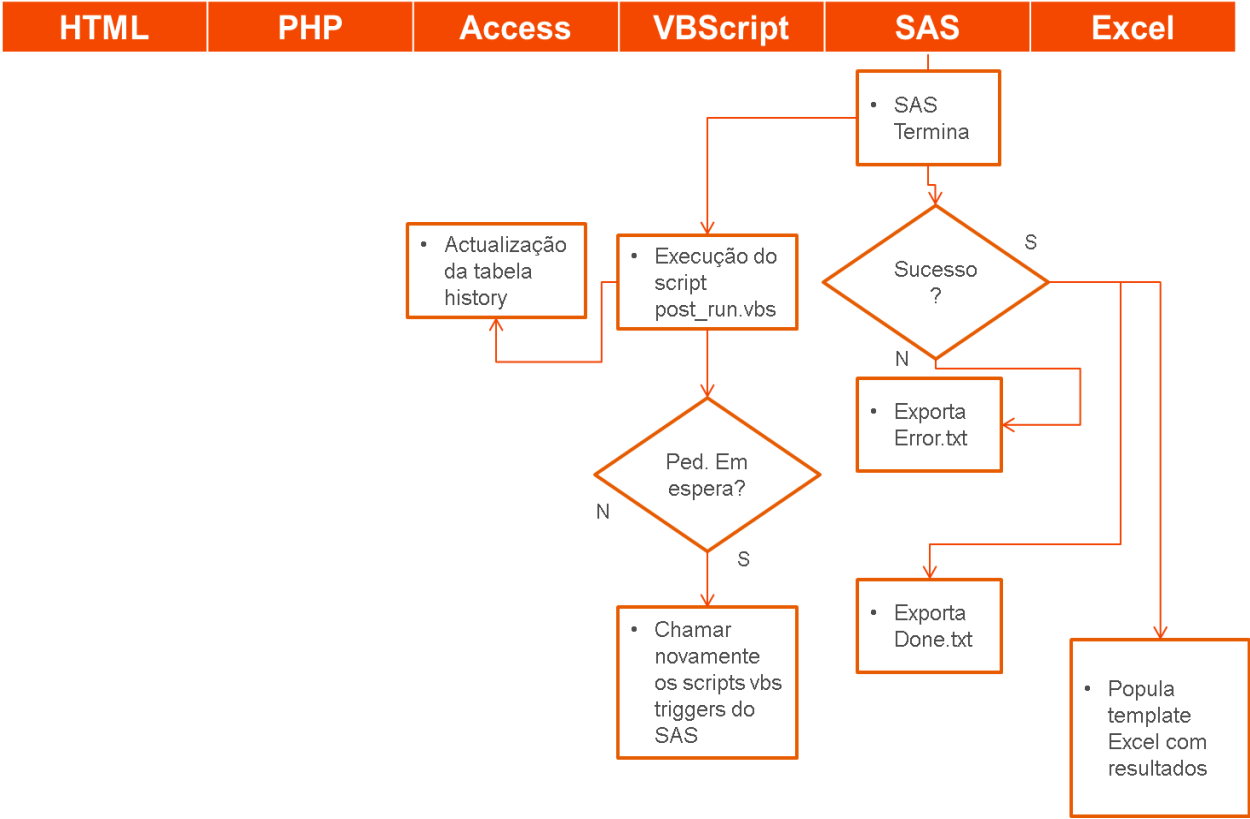 HTML PHP Access VBScript SAS Excel
• SAS
Termina
• Actualização
da tabela
history
• Execução do
script
post_run.vbs
Sucesso
?
S
N
• Exporta
Error.txt
Ped. Em
espera?
N
S
• Exporta
Done.txt
• Chamar
novamente
os scripts vbs
triggers do
SAS
• Popula
template
Excel com
resultados